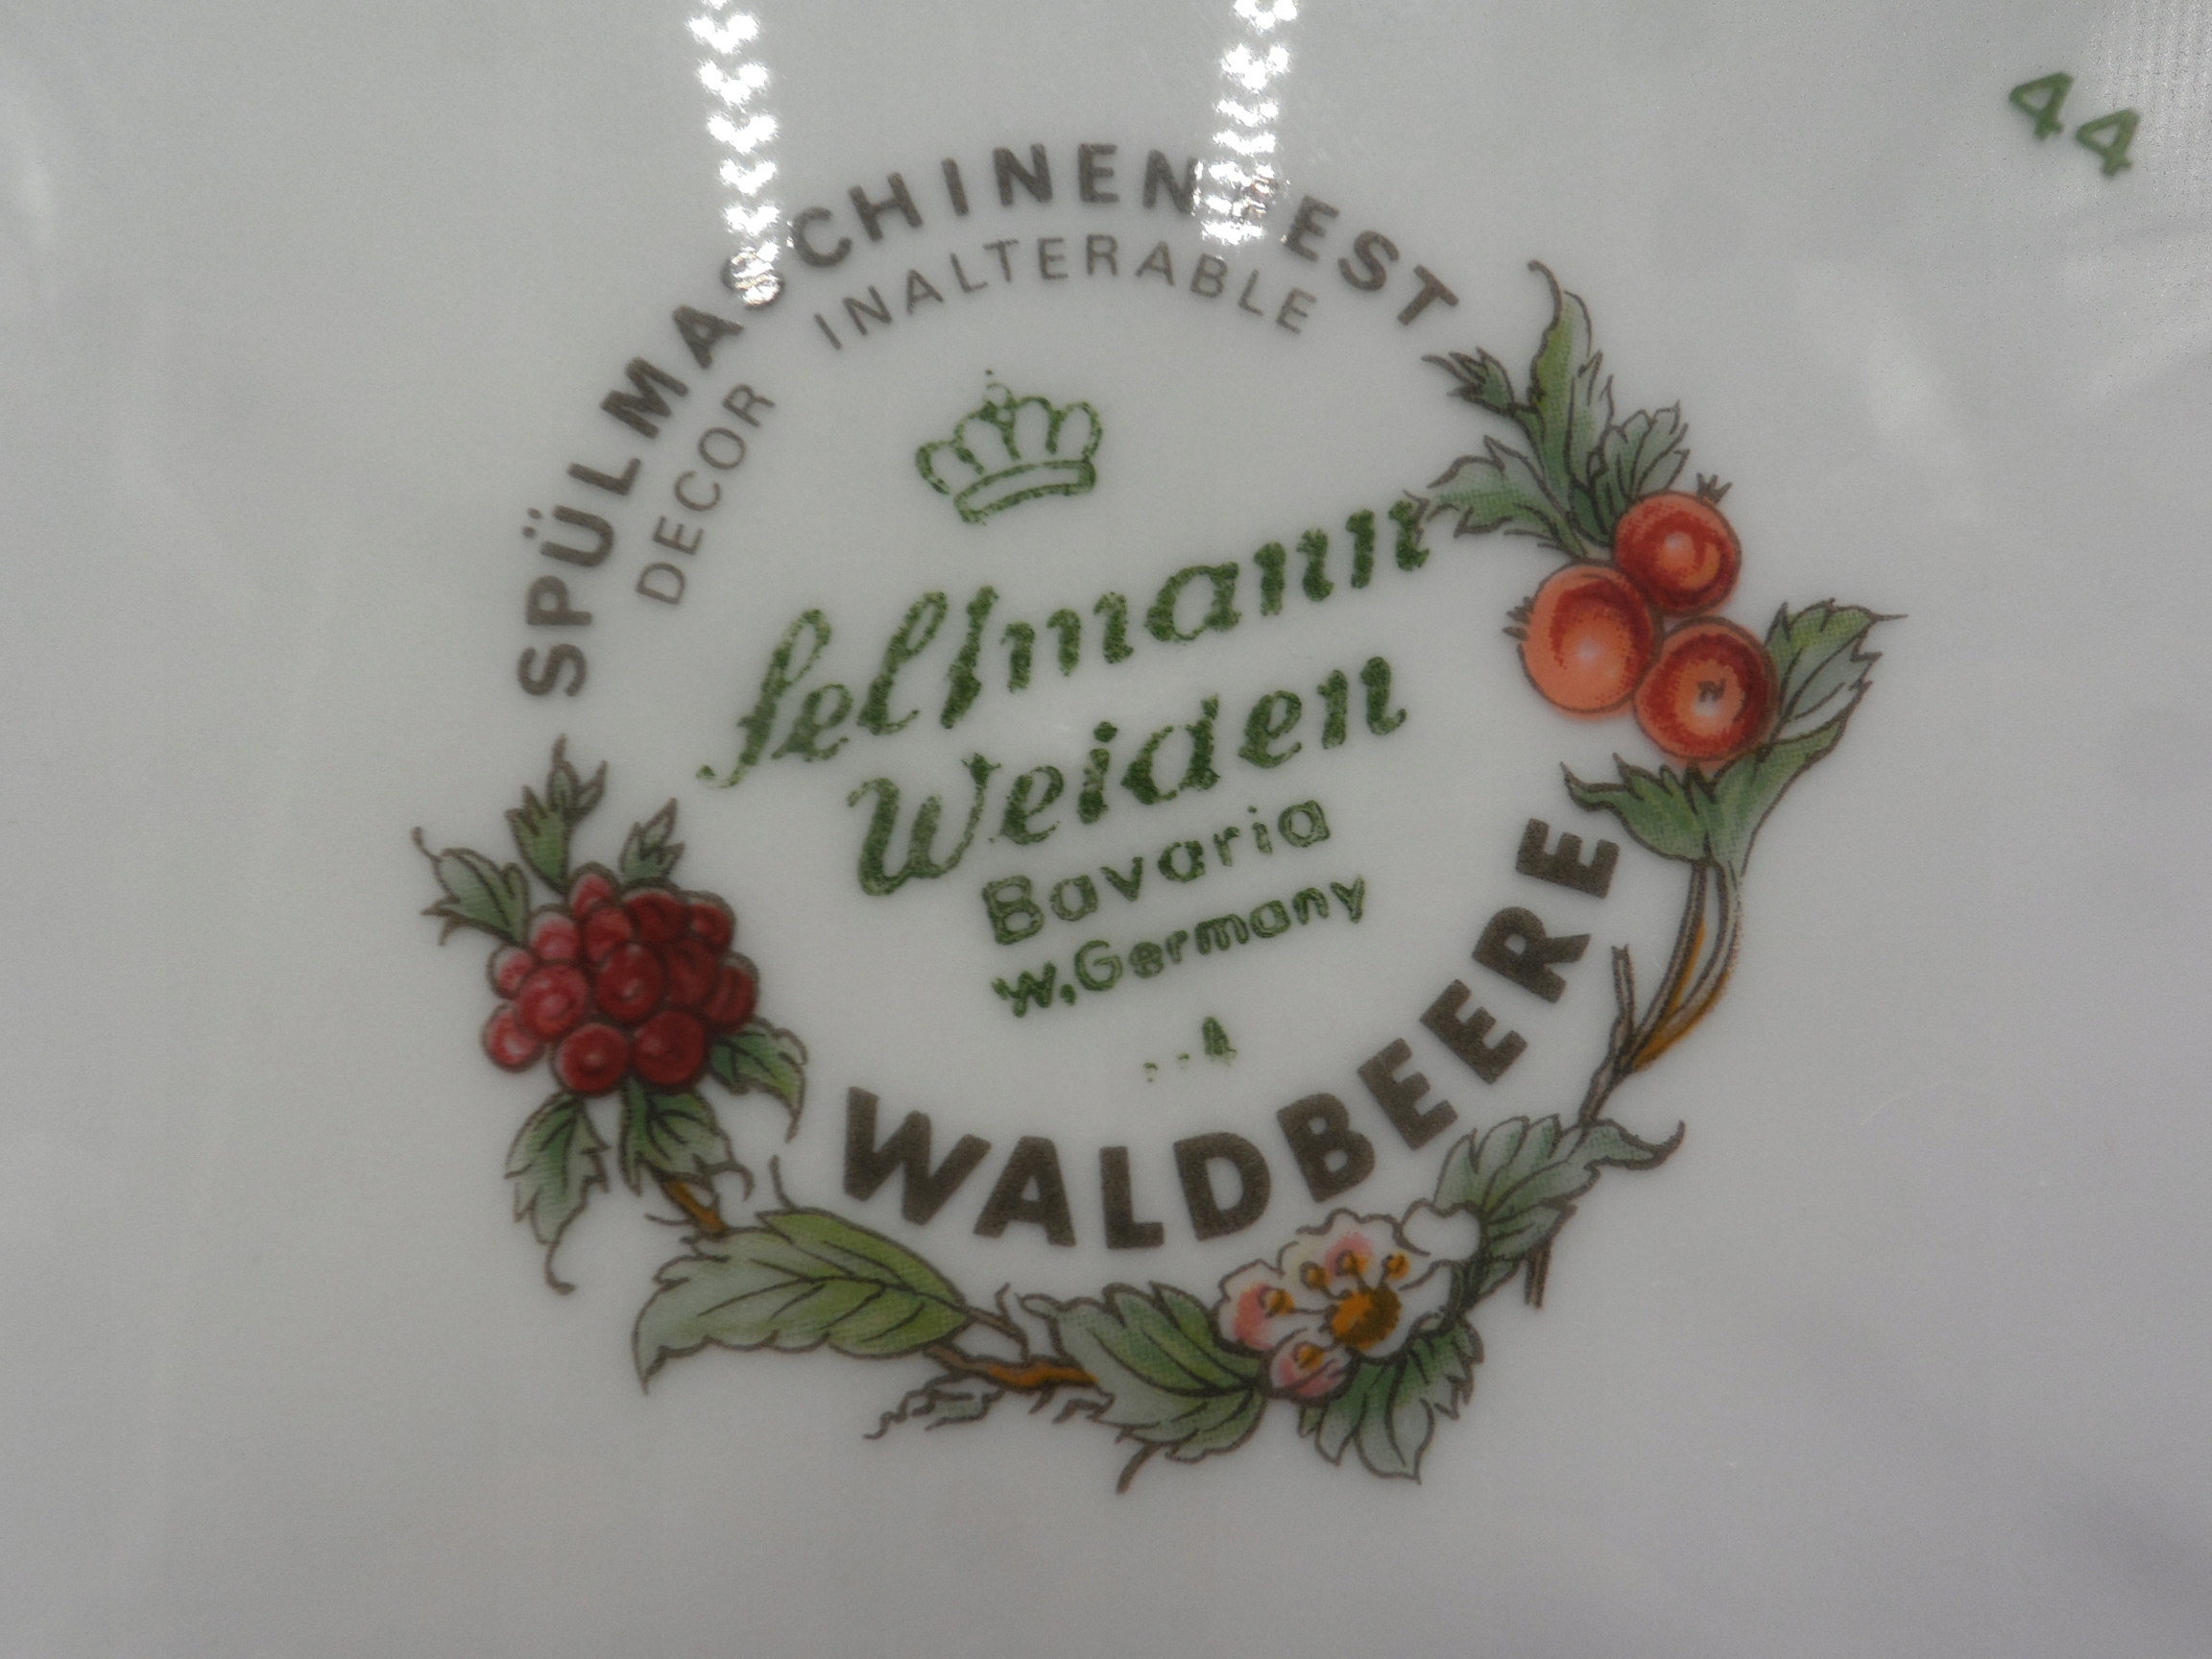 44
SPÜLMASCHINENFEST
DECOR INALTERABLE
Seltmann
Weiden
Bavaria
W.Germany
WALDBEERE